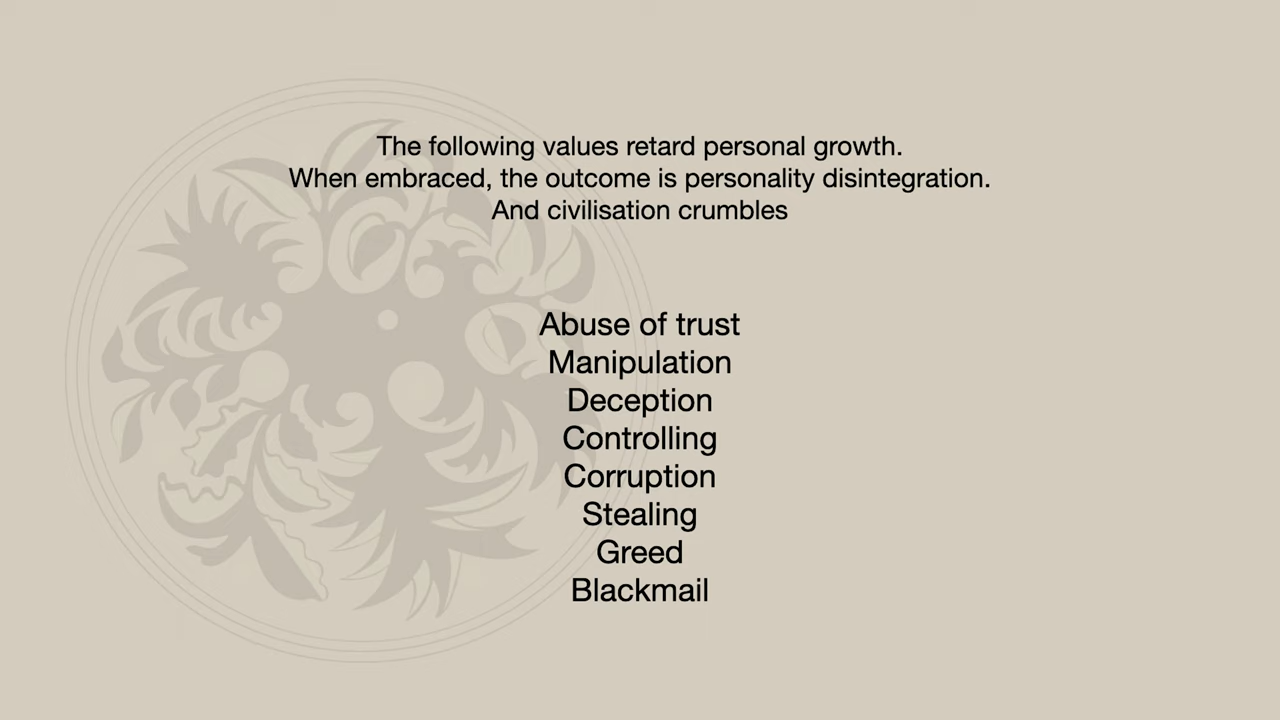 The following values retard personal growth.
When embraced, the outcome is personality disintegration.
And civilisation crumbles
Abuse of trust
Manipulation
Deception
Controlling
Corruption
Stealing
Greed
Blackmail